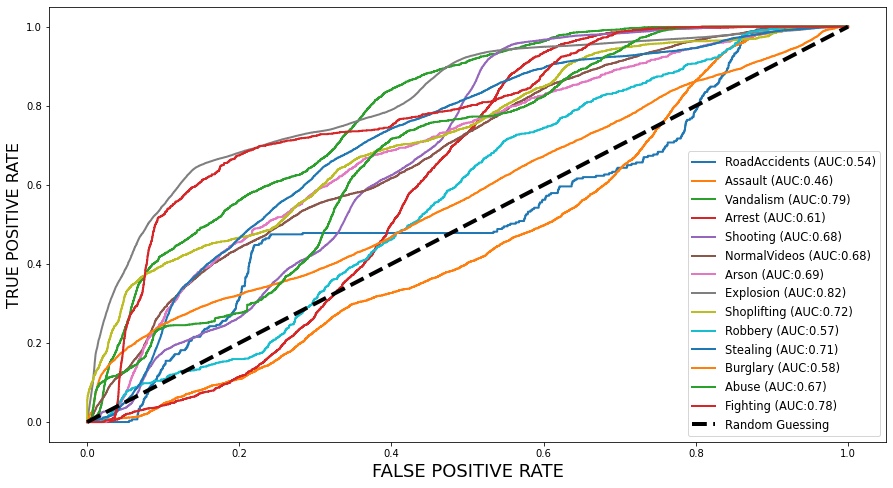 1.0
0.8
0.6
0.4
0.2
0.0
TRUE POSITIVE RATE
0.0 0.2 0.4 0.6 0.8 1.0
FALSE POSITIVE RATE
RoadAccidents (AUC:0.54)
Assault (AUC:0.46)
Vandalism (AUC:0.79)
Arrest (AUC:0.61)
Shooting (AUC:0.68)
NormalVideos (AUC:0.68)
Arson (AUC:0.69)
Explosion (AUC:0.82)
Shoplifting (AUC:0.72)
Robbery (AUC:0.57)
Stealing (AUC:0.71)
Burglary (AUC:0.58)
Abuse (AUC:0.67)
Fighting (AUC:0.78)
Random Guessing